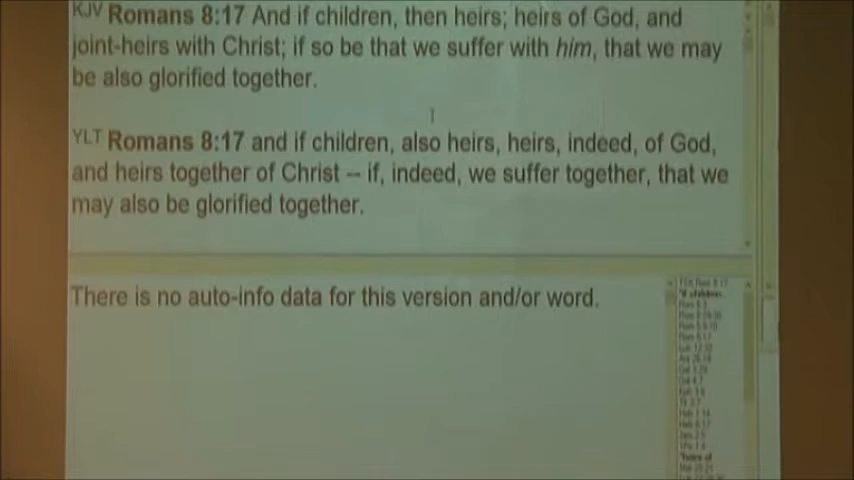 KJV Romans 8:17 And if children, then heirs; heirs of God, and
joint-heirs with Christ; if so be that we suffer with him, that we may
be also glorified together.
YLT Romans 8:17 and if children, also heirs, heirs, indeed, of God,
and heirs together of Christ -- if, indeed, we suffer together, that we
may also be glorified together.
There is no auto-info data for this version and/or word.